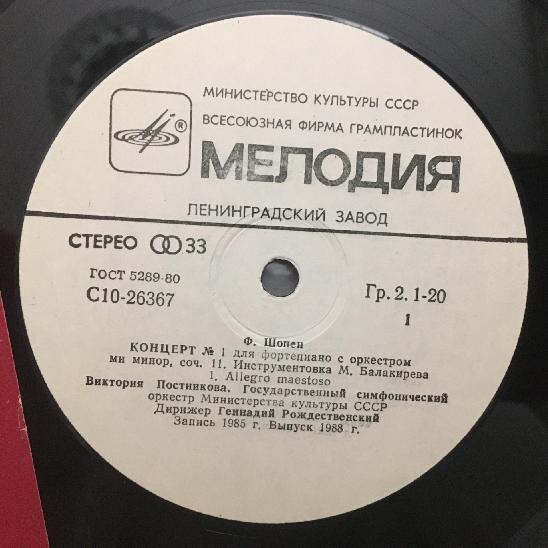 МИНИСТЕРСТВО КУЛЬТУРЫ СССР
ВСЕСОЮЗНАЯ ФИРМА ГРАМПЛАСТИНОК
®
МЕЛОДИЯ
ЛЕНИНГРАДСКИЙ ЗАВОД
СТЕРЕО 33
ГОСТ 5289-80
С10-26367
Гр. 2. 1-20
1
Ф. Шопен
КОНЦЕРТ № 1 для фортепиано с оркестром
ми минор, соч. 11. Инструментовка М. Балакирева
1. Allegro maestoso
Виктория Постникова. Государственный симфонический
оркестр Министерства культуры СССР
Дирижер Геннадий Рождественский
Запись 1985 г. Выпуск 1988 г.